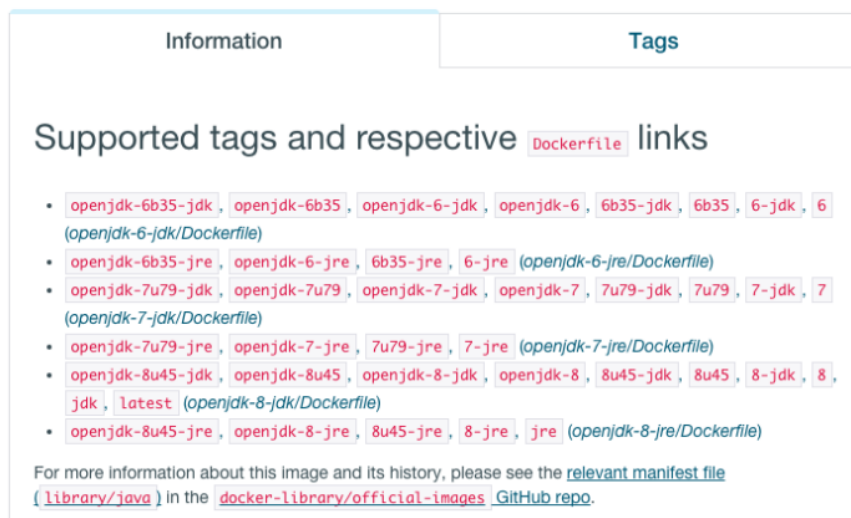 Information
Tags
Supported tags and respective Dockerfile links
• openjdk-6b35-jdk, openjdk-6b35, openjdk-6-jdk, openjdk-6, 6b35-jdk, 6b35, 6-jdk, 6
(openjdk-6-jdk/Dockerfile)
• openjdk-6b35-jre, openjdk-6-jre, 6b35-jre, 6-jre (openjdk-6-jre/Dockerfile)
• openjdk-7u79-jdk, openjdk-7u79, openjdk-7-jdk, openjdk-7, 7u79-jdk, 7u79, 7-jdk, 7
(openjdk-7-jdk/Dockerfile)
• openjdk-7u79-jre, openjdk-7-jre, 7u79-jre, 7-jre (openjdk-7-jre/Dockerfile)
• openjdk-8u45-jdk, openjdk-8u45, openjdk-8-jdk, openjdk-8, 8u45-jdk, 8u45, 8-jdk, 8,
jdk, latest (openjdk-8-jdk/Dockerfile)
• openjdk-8u45-jre, openjdk-8-jre, 8u45-jre, 8-jre, jre (openjdk-8-jre/Dockerfile)
For more information about this image and its history, please see the relevant manifest file
(library/java) in the docker-library/official-images GitHub repo.